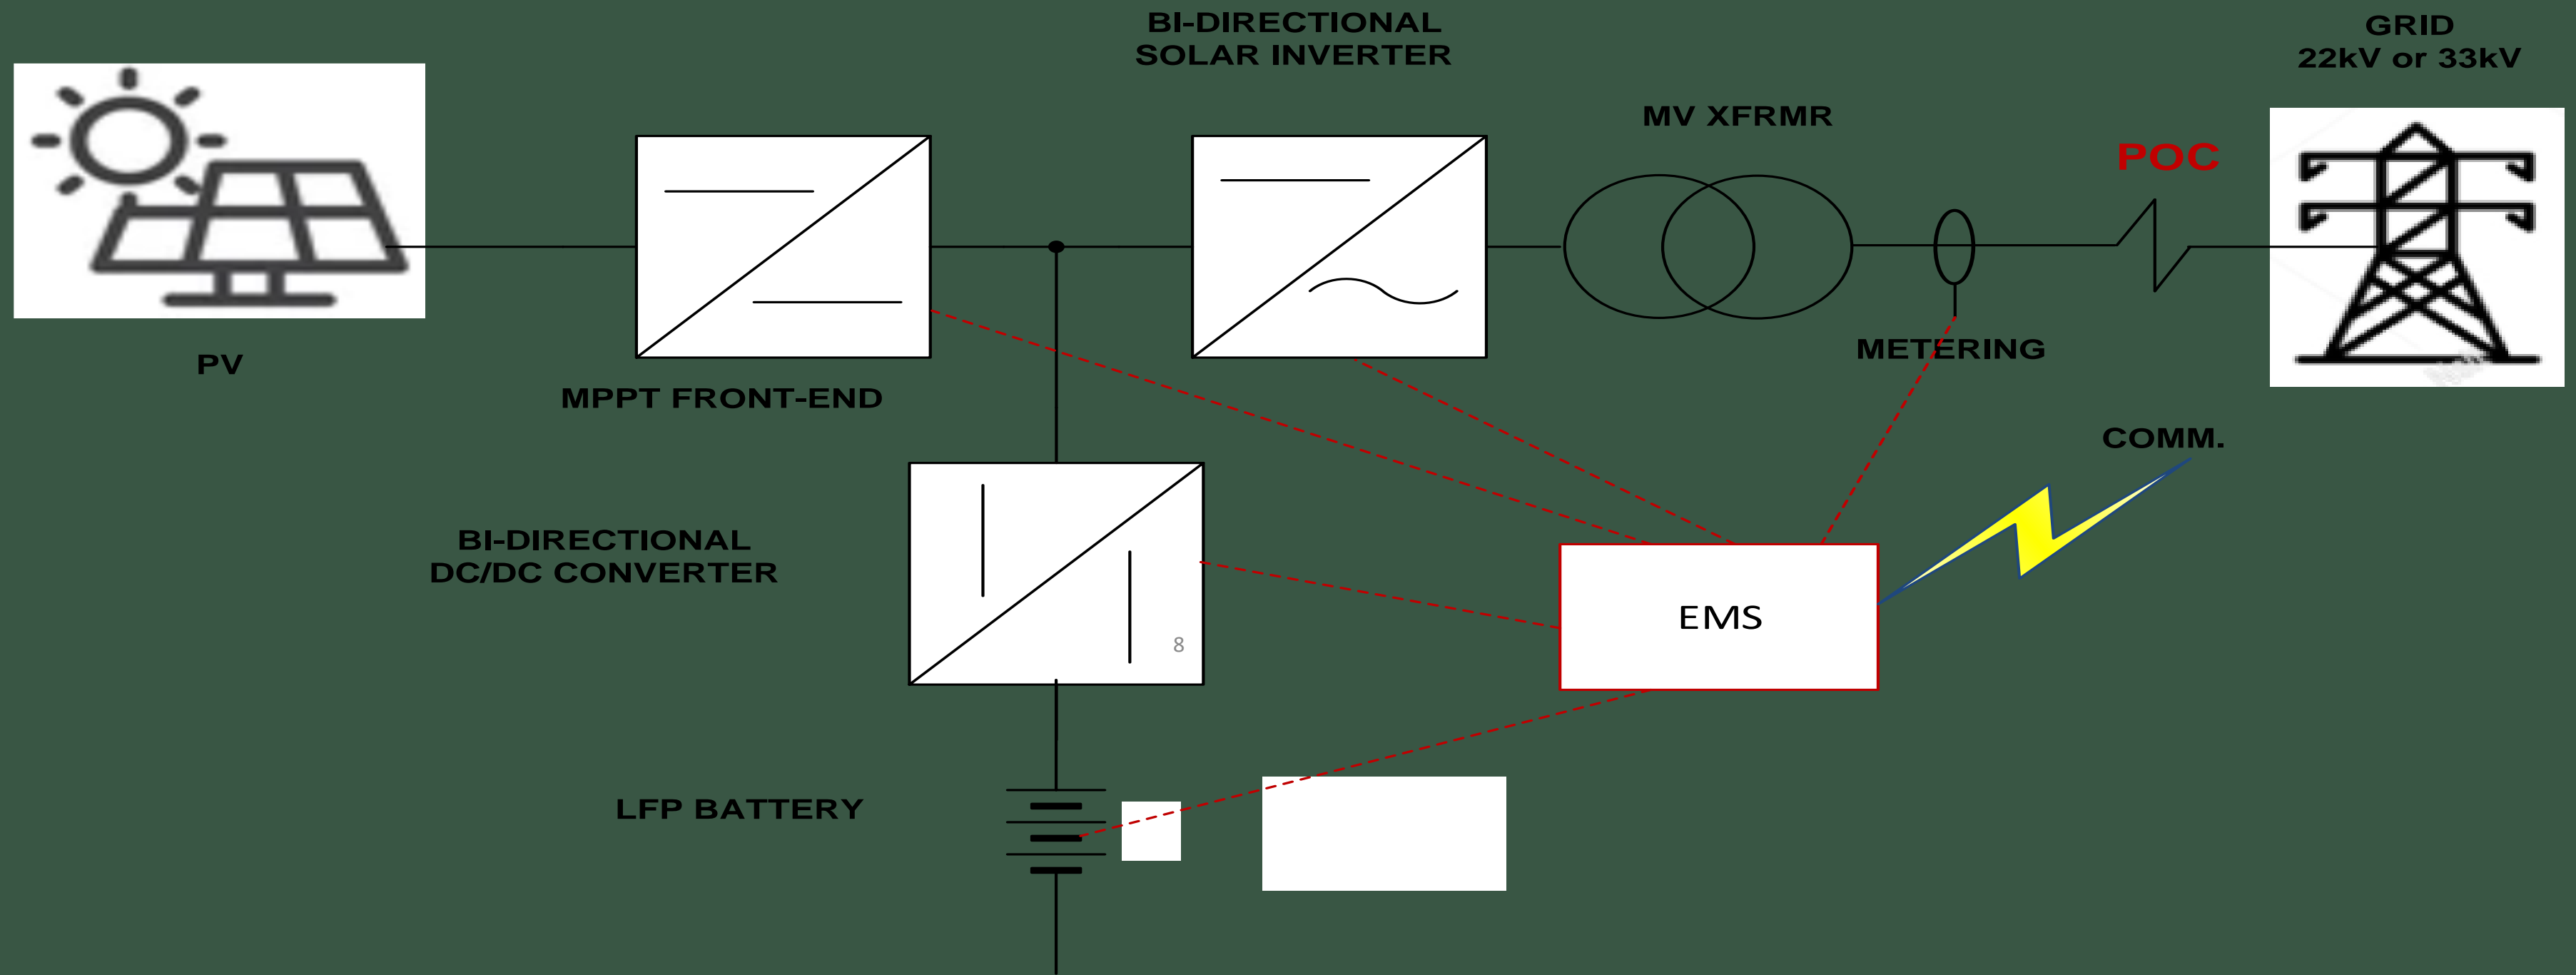 BI-DIRECTIONAL
SOLAR INVERTER
GRID
22kV or 33kV
MV XFRMR
POC
METERING
PV
MPPT FRONT-END
COMM.
BI-DIRECTIONAL
DC/DC CONVERTER
EMS
8
LFP BATTERY